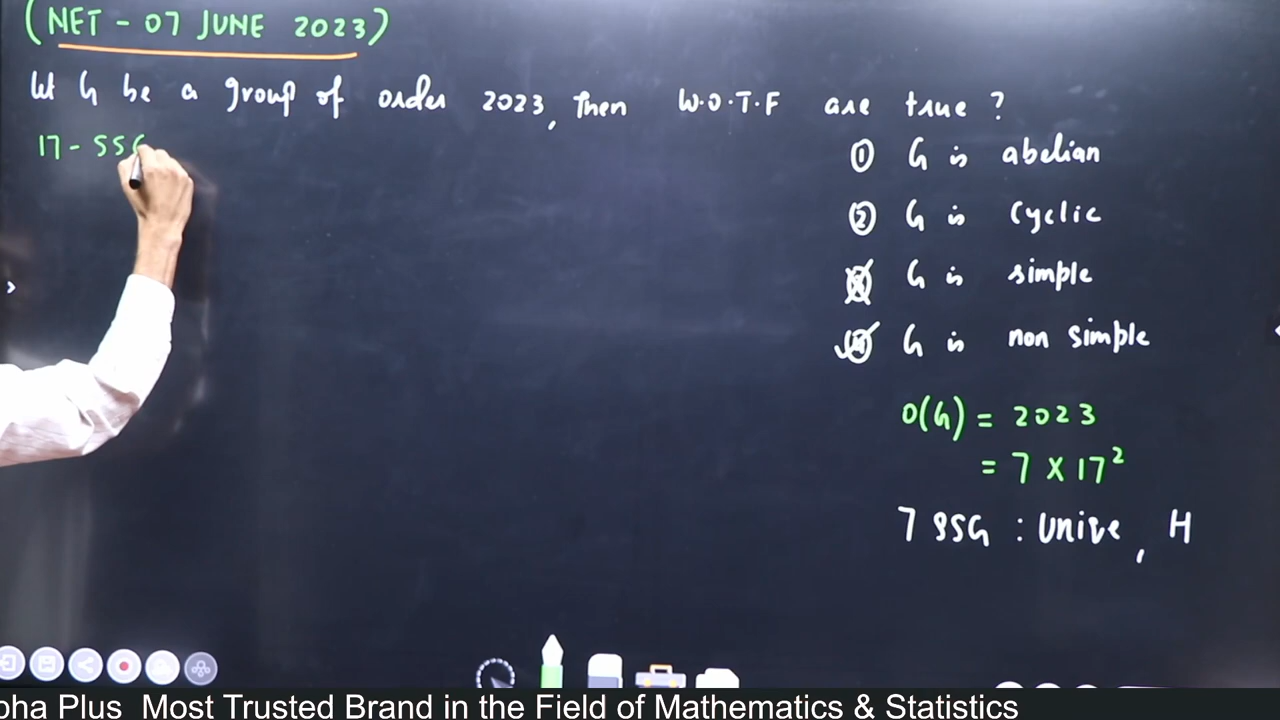 (NET - 07 JUNE 2023)
Let G be a group of order 2023, Then W.O.T.F are true ?
17 - SSG
① G is abelian
② G is cyclic
③ G is simple
④ G is non simple
O(G) = 2023
= 7 X 17²
7 SSG : Unive , H
pha Plus Most Trusted Brand in the Field of Mathematics & Statistics